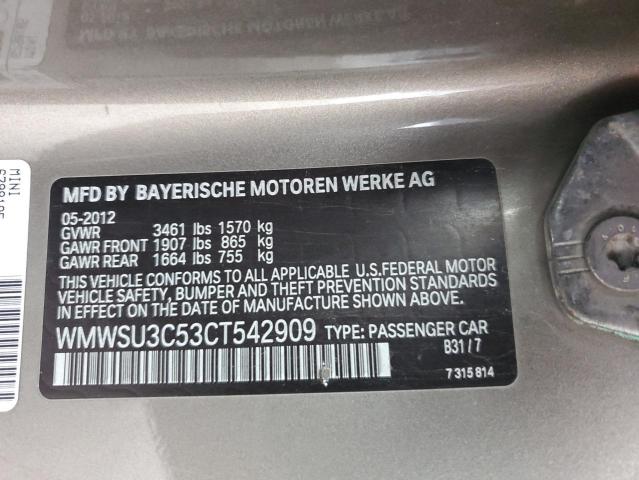 MFD BY BAYERISCHE MOTOREN WERKE AG
05-2012
GVWR 3461 lbs 1570 kg
GAWR FRONT 1907 lbs 865 kg
GAWR REAR 1664 lbs 755 kg
THIS VEHICLE CONFORMS TO ALL APPLICABLE U.S.FEDERAL MOTOR
VEHICLE SAFETY, BUMPER AND THEFT PREVENTION STANDARDS
IN EFFECT ON THE DATE OF MANUFACTURE SHOWN ABOVE.
WMWSU3C53CT542909 TYPE: PASSENGER CAR
B31/7
7 315 814
MINI